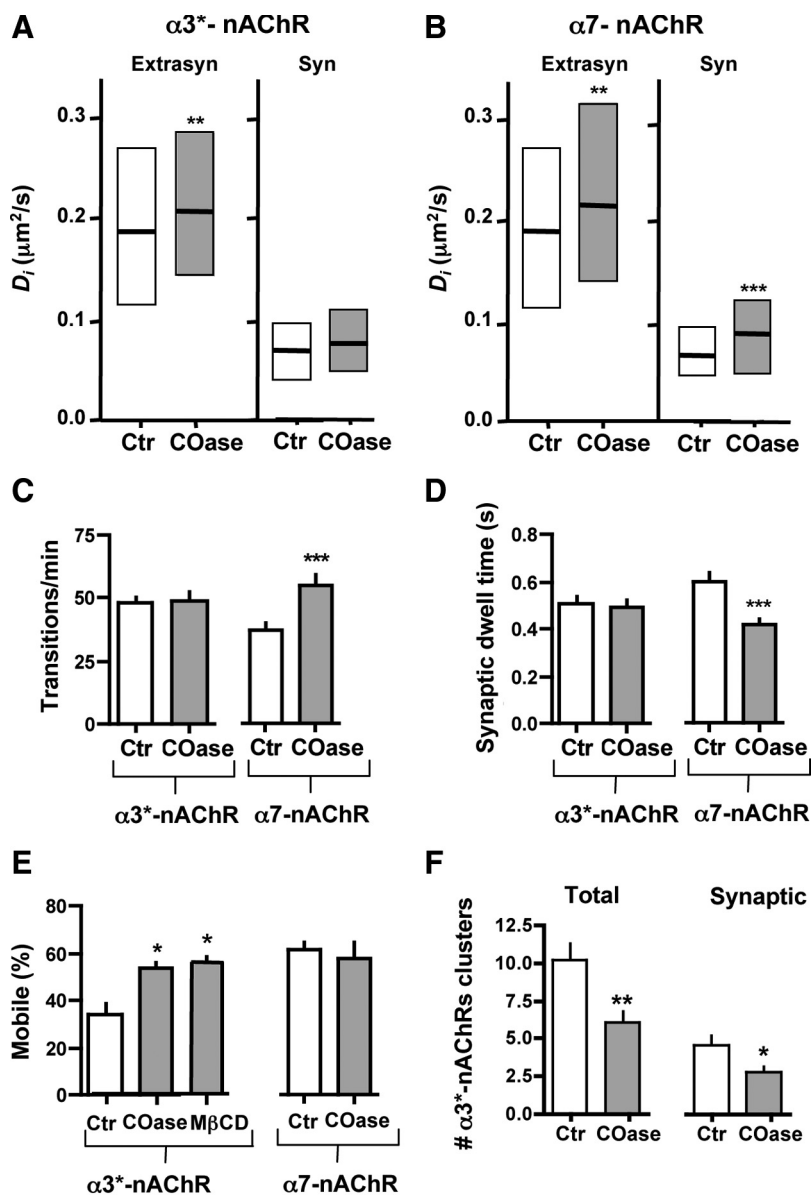 A α3*- nAChR
Extrasyn Syn
Di (μm²/s)
0.3
**
0.2
0.1
0.0
Ctr COase Ctr COase
B α7- nAChR
Extrasyn Syn
Di (μm²/s)
0.3
**
0.2
0.1
***
0.0
Ctr COase Ctr COase
C
Transitions/min
75
***
50
25
0
Ctr COase Ctr COase
α3*-nAChR α7-nAChR
D
Synaptic dwell time (s)
0.8
0.6
***
0.4
0.2
0.0
Ctr COase Ctr COase
α3*-nAChR α7-nAChR
E
Mobile (%)
80
60
* *
40
20
0
Ctr COase MβCD Ctr COase
α3*-nAChR α7-nAChR
F
Total Synaptic
# α3*-nAChRs clusters
12.5
10.0
7.5
**
5.0
*
2.5
0.0
Ctr COase Ctr COase